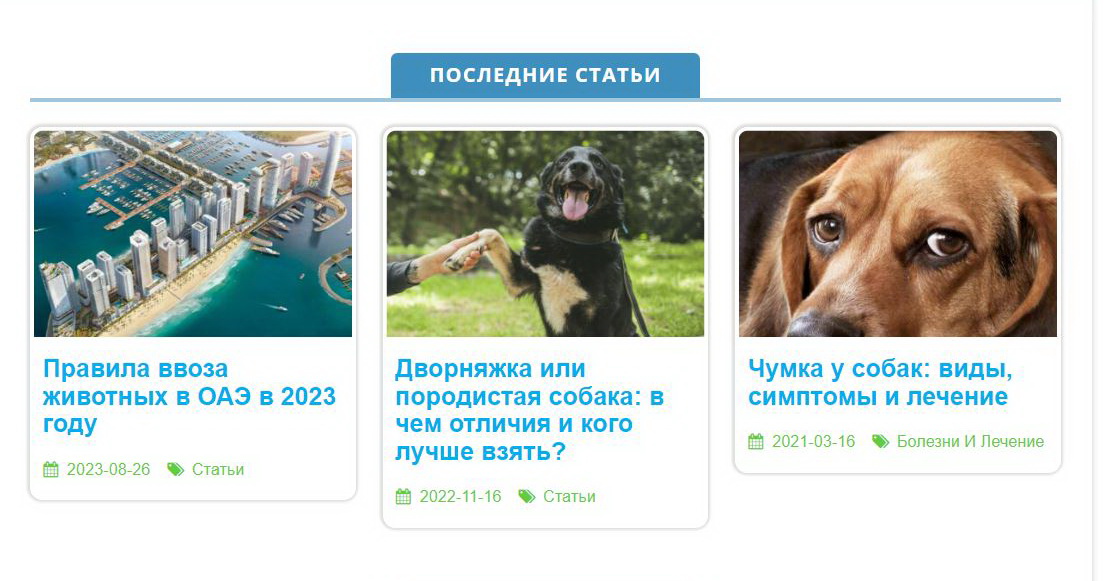 ПОСЛЕДНИЕ СТАТЬИ
Правила ввоза
животных в ОАЭ в 2023
году
2023-08-26 Статьи
Дворняжка или
породистая собака: в
чем отличия и кого
лучше взять?
2022-11-16 Статьи
Чумка у собак: виды,
симптомы и лечение
2021-03-16 Болезни И Лечение